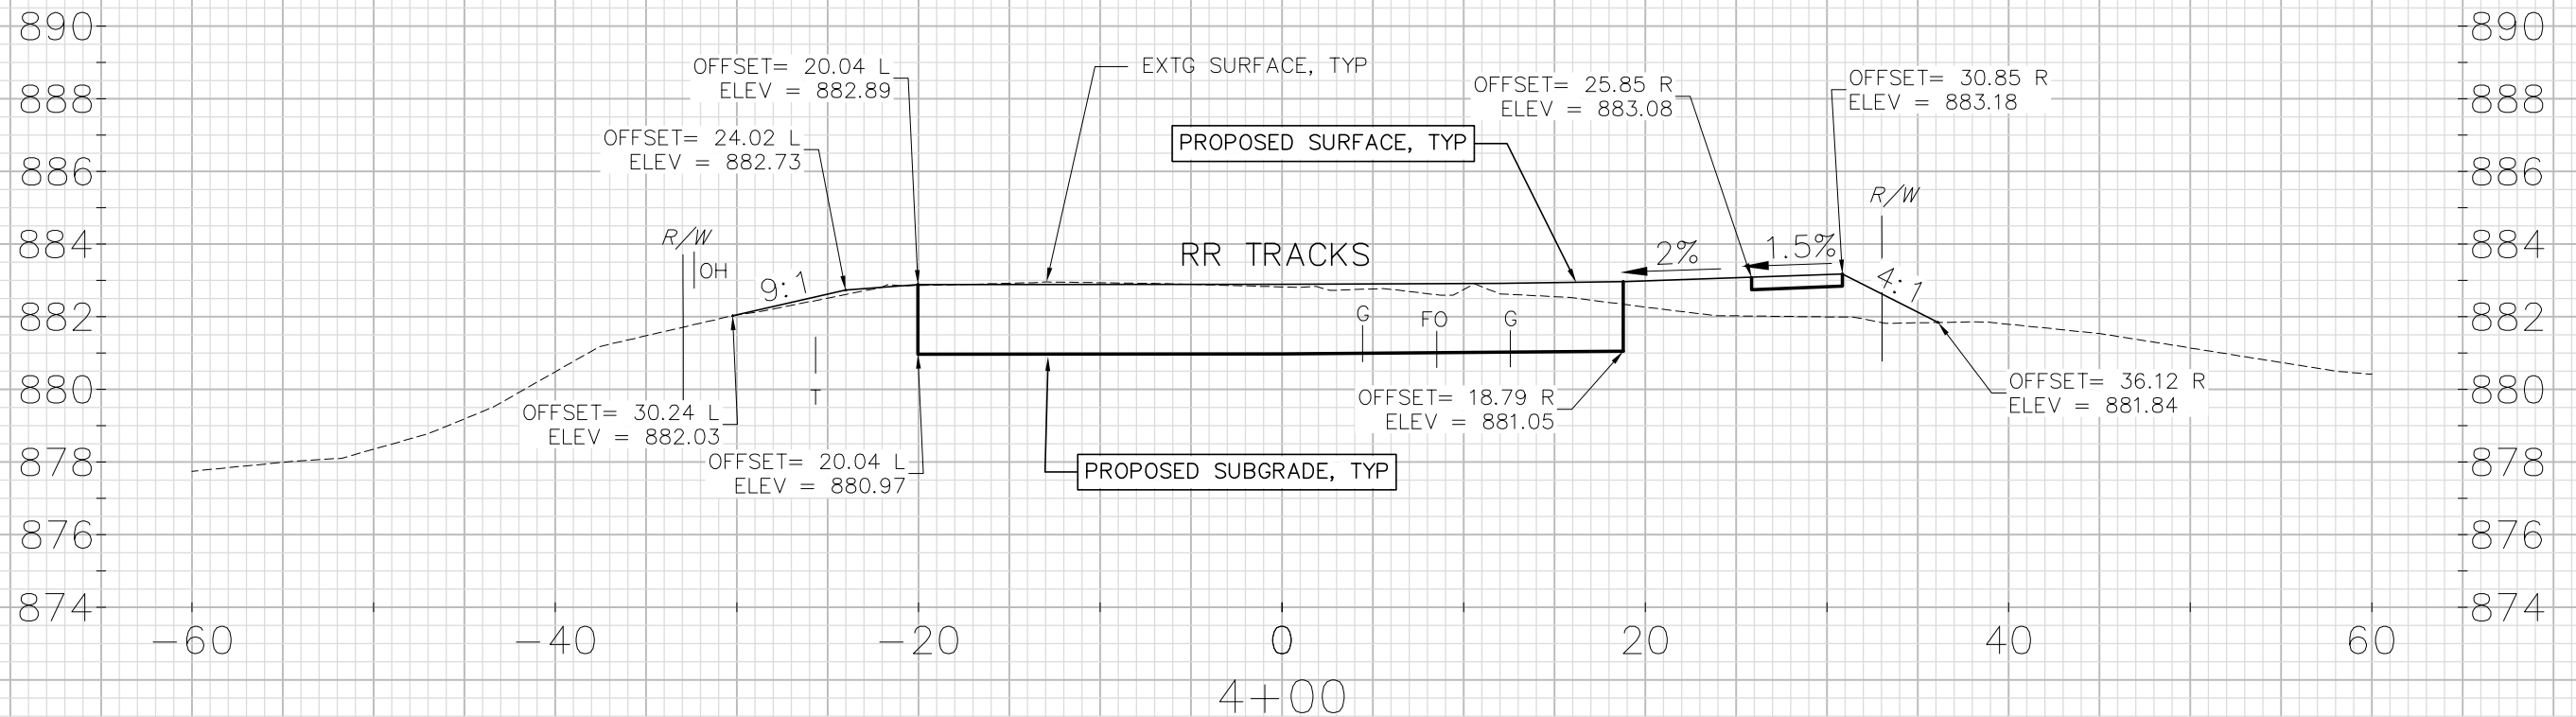 890
890
OFFSET= 20.04 L
ELEV = 882.89
EXTG SURFACE, TYP
OFFSET= 25.85 R
ELEV = 883.08
OFFSET= 30.85 R
ELEV = 883.18
888
888
OFFSET= 24.02 L
ELEV = 882.73
PROPOSED SURFACE, TYP
886
886
R/W
R/W
OH
884
884
RR TRACKS
2%
1.5%
9:1
4:1
882
882
G
FO
G
T
880
880
OFFSET= 30.24 L
ELEV = 882.03
OFFSET= 18.79 R
ELEV = 881.05
OFFSET= 36.12 R
ELEV = 881.84
878
878
OFFSET= 20.04 L
ELEV = 880.97
PROPOSED SUBGRADE, TYP
876
876
874
874
-60
-40
-20
0
20
40
60
4+00